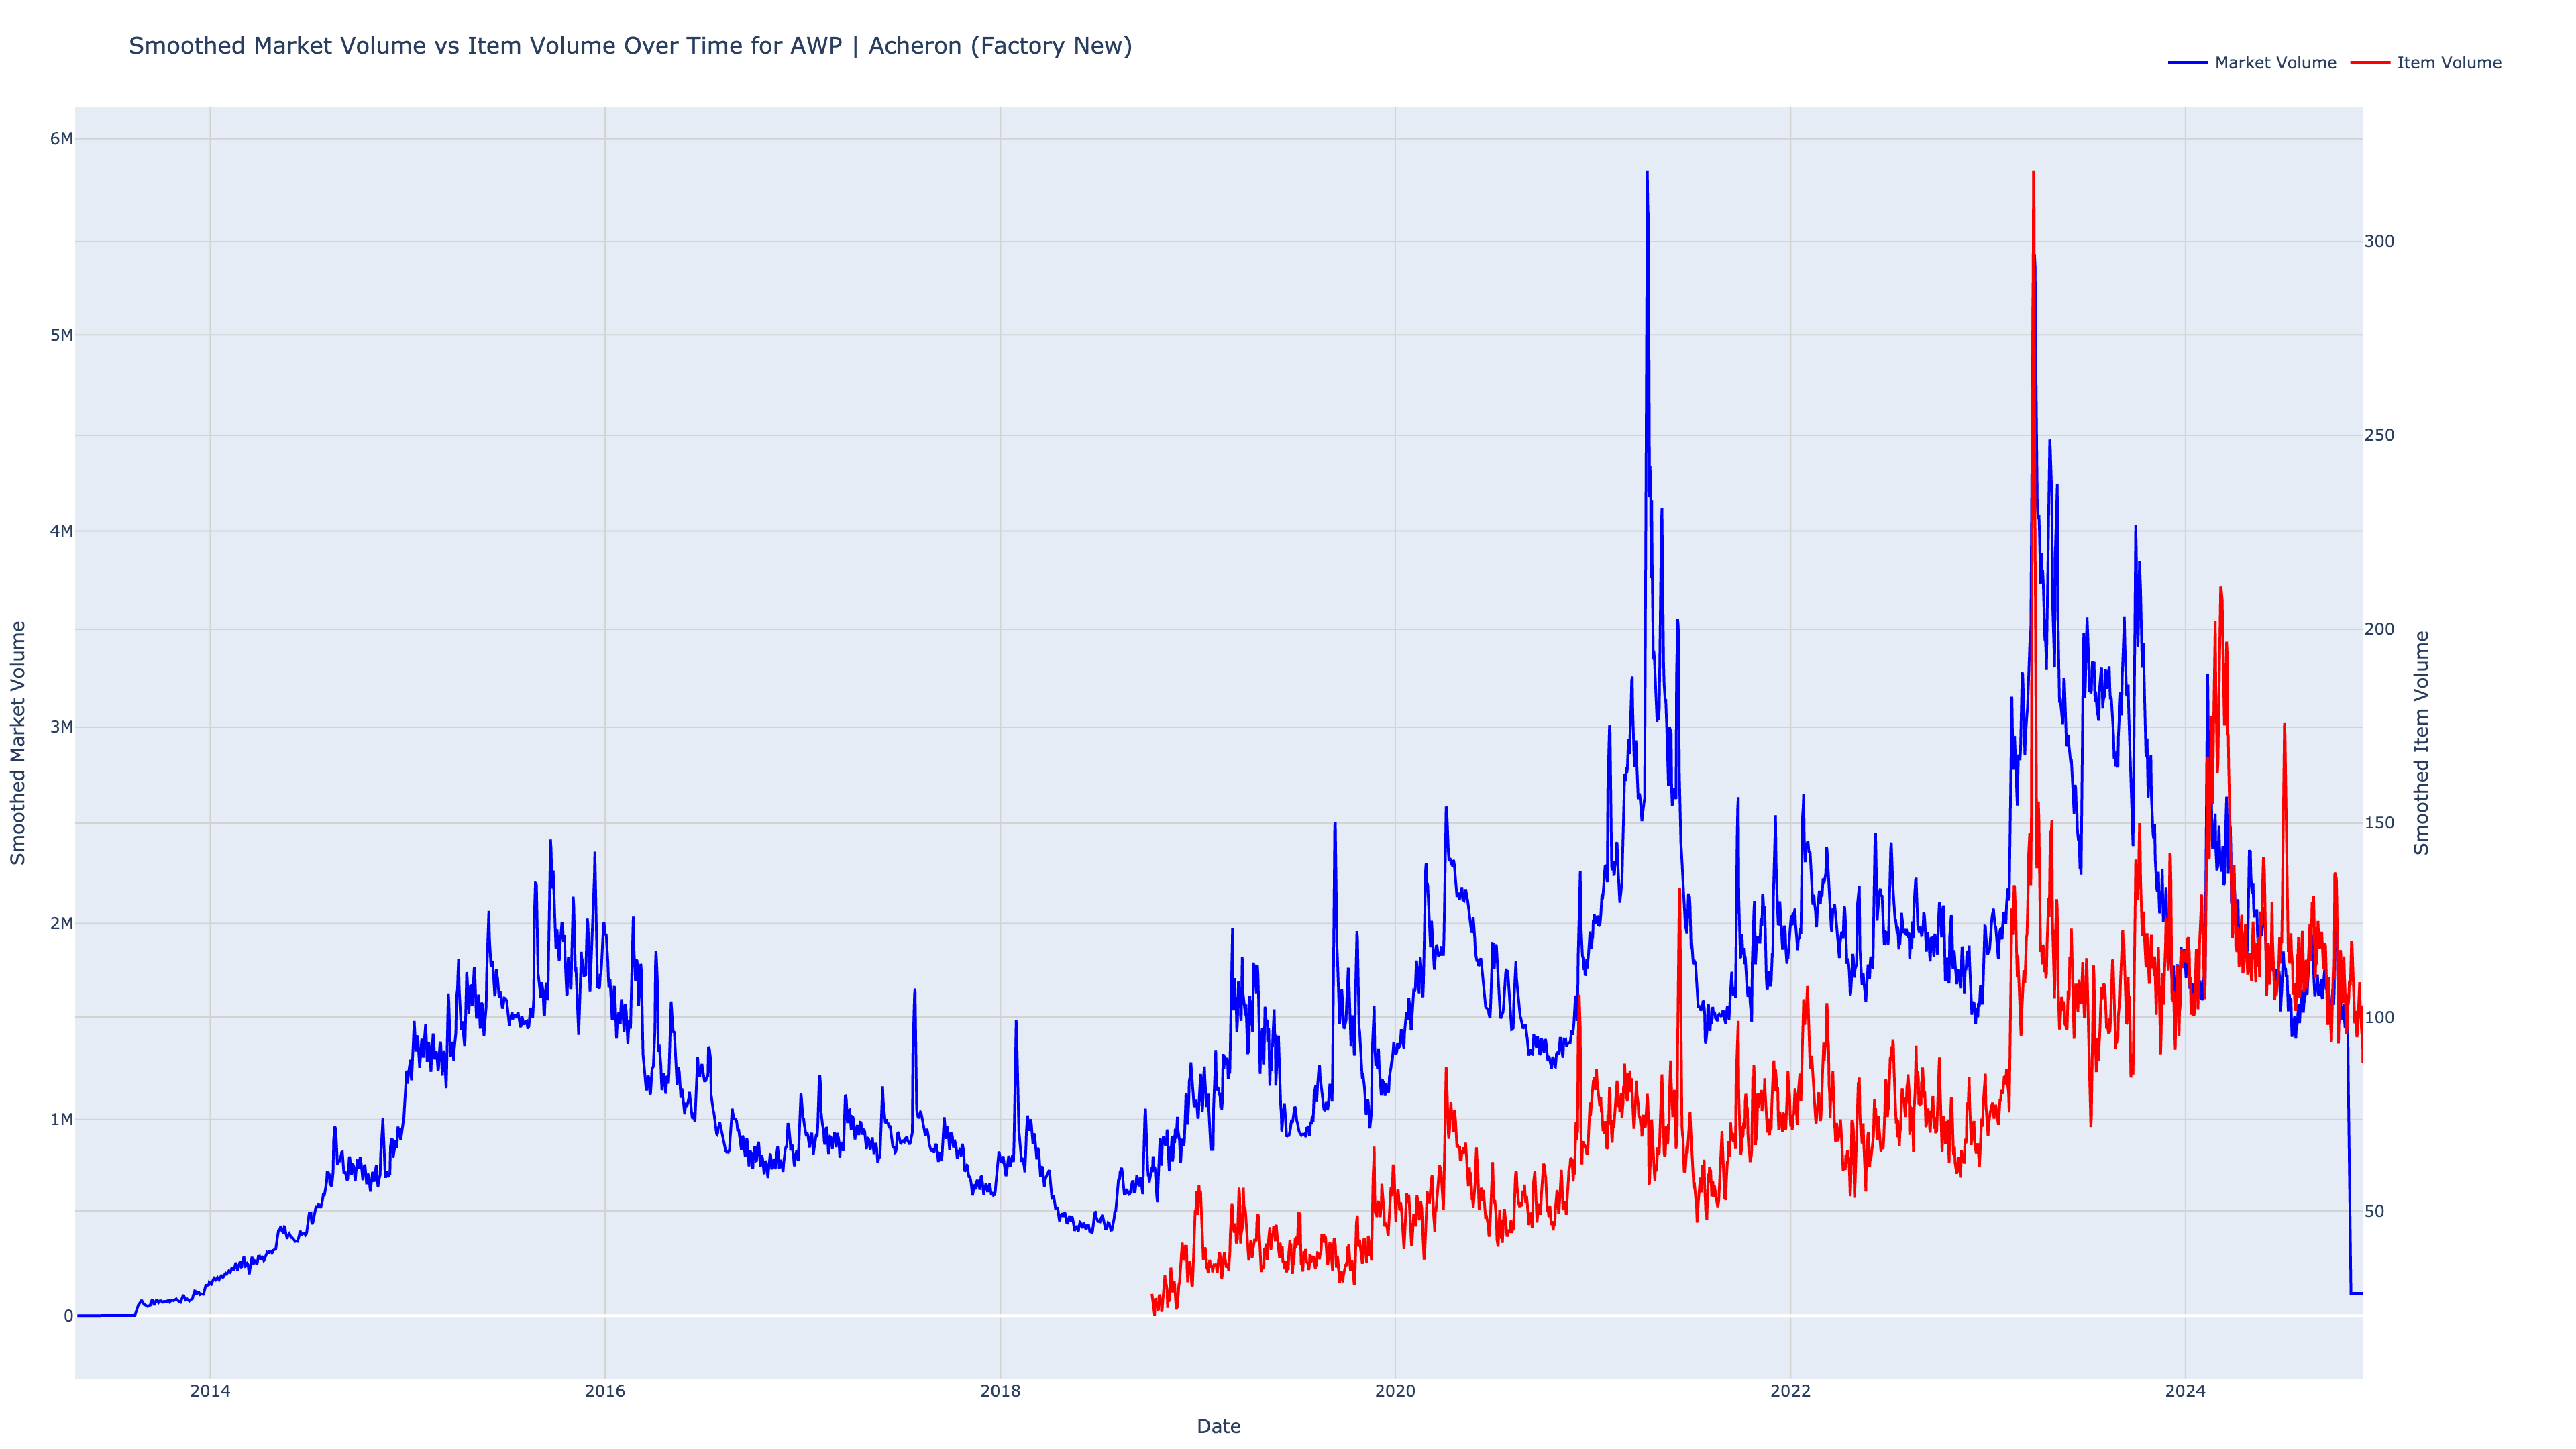 Smoothed Market Volume vs Item Volume Over Time for AWP | Acheron (Factory New)
Market Volume
Item Volume
6M
5M
4M
3M
2M
1M
0
Smoothed Market Volume
300
250
200
150
100
50
Smoothed Item Volume
2014
2016
2018
2020
2022
2024
Date